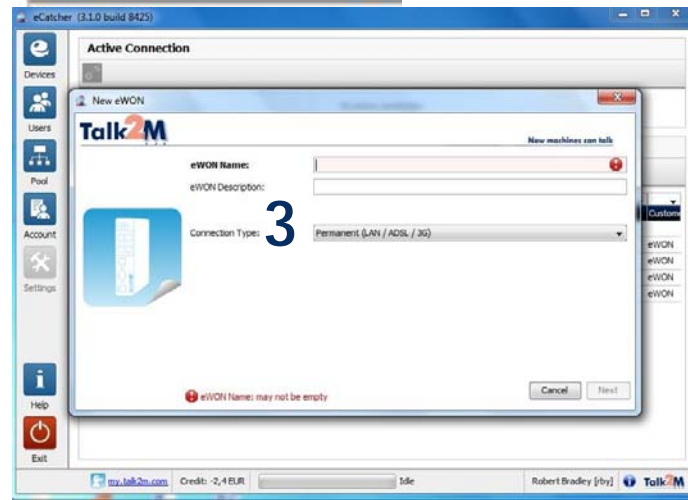 eCatcher (3.1.0 build 8425)
Active Connection
Devices
New eWON
Talk2M
New machines can talk
Users
eWON Name:
eWON Description:
Pool
3
Connection Type:
Permanent (LAN / ADSL / 3G)
Custom
Account
eWON
eWON
eWON
eWON
Settings
Cancel
Next
eWON Name: may not be empty
Help
Exit
my.talk2m.com
Credit: -2,4 EUR
Idle
Robert Bradley [rby]
Talk2M